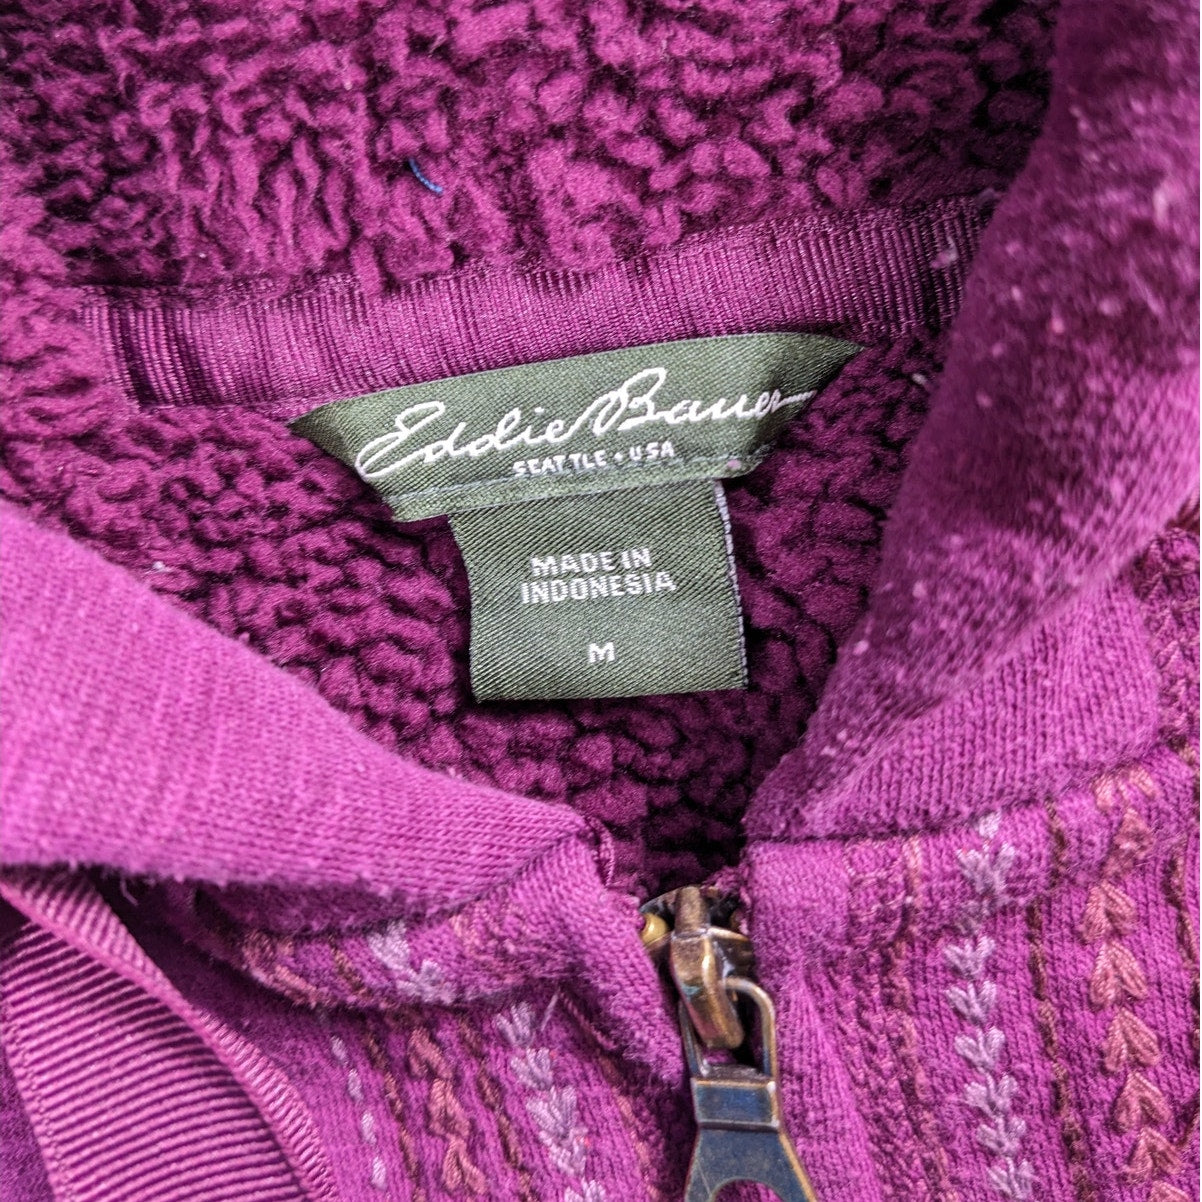 Eddie Bauer
SEATTLE • USA
MADE IN
INDONESIA
M